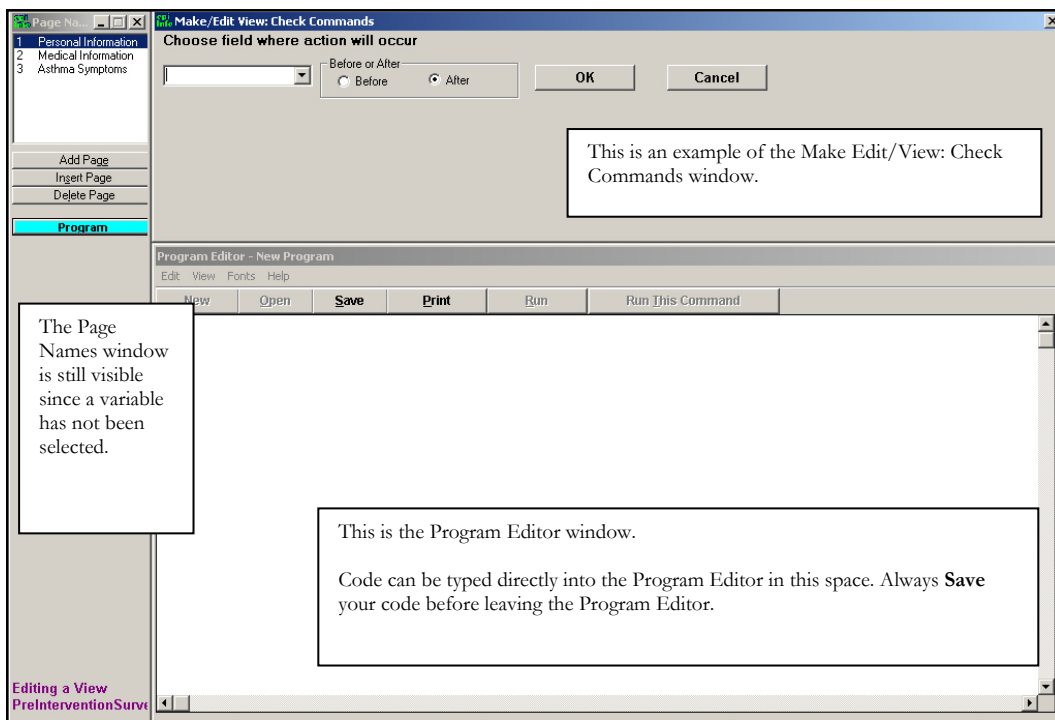 Page Na...
1 Personal Information
2 Medical Information
3 Asthma Symptoms
Add Page
Insert Page
Delete Page
Program
Make/Edit View: Check Commands
Choose field where action will occur
Before or After
Before
After
OK
Cancel
This is an example of the Make Edit/View: Check
Commands window.
Program Editor - New Program
Edit View Fonts Help
New Open Save Print Run Run This Command
The Page
Names window
is still visible
since a variable
has not been
selected.
This is the Program Editor window.
Code can be typed directly into the Program Editor in this space. Always Save
your code before leaving the Program Editor.
Editing a View
PreInterventionSurve